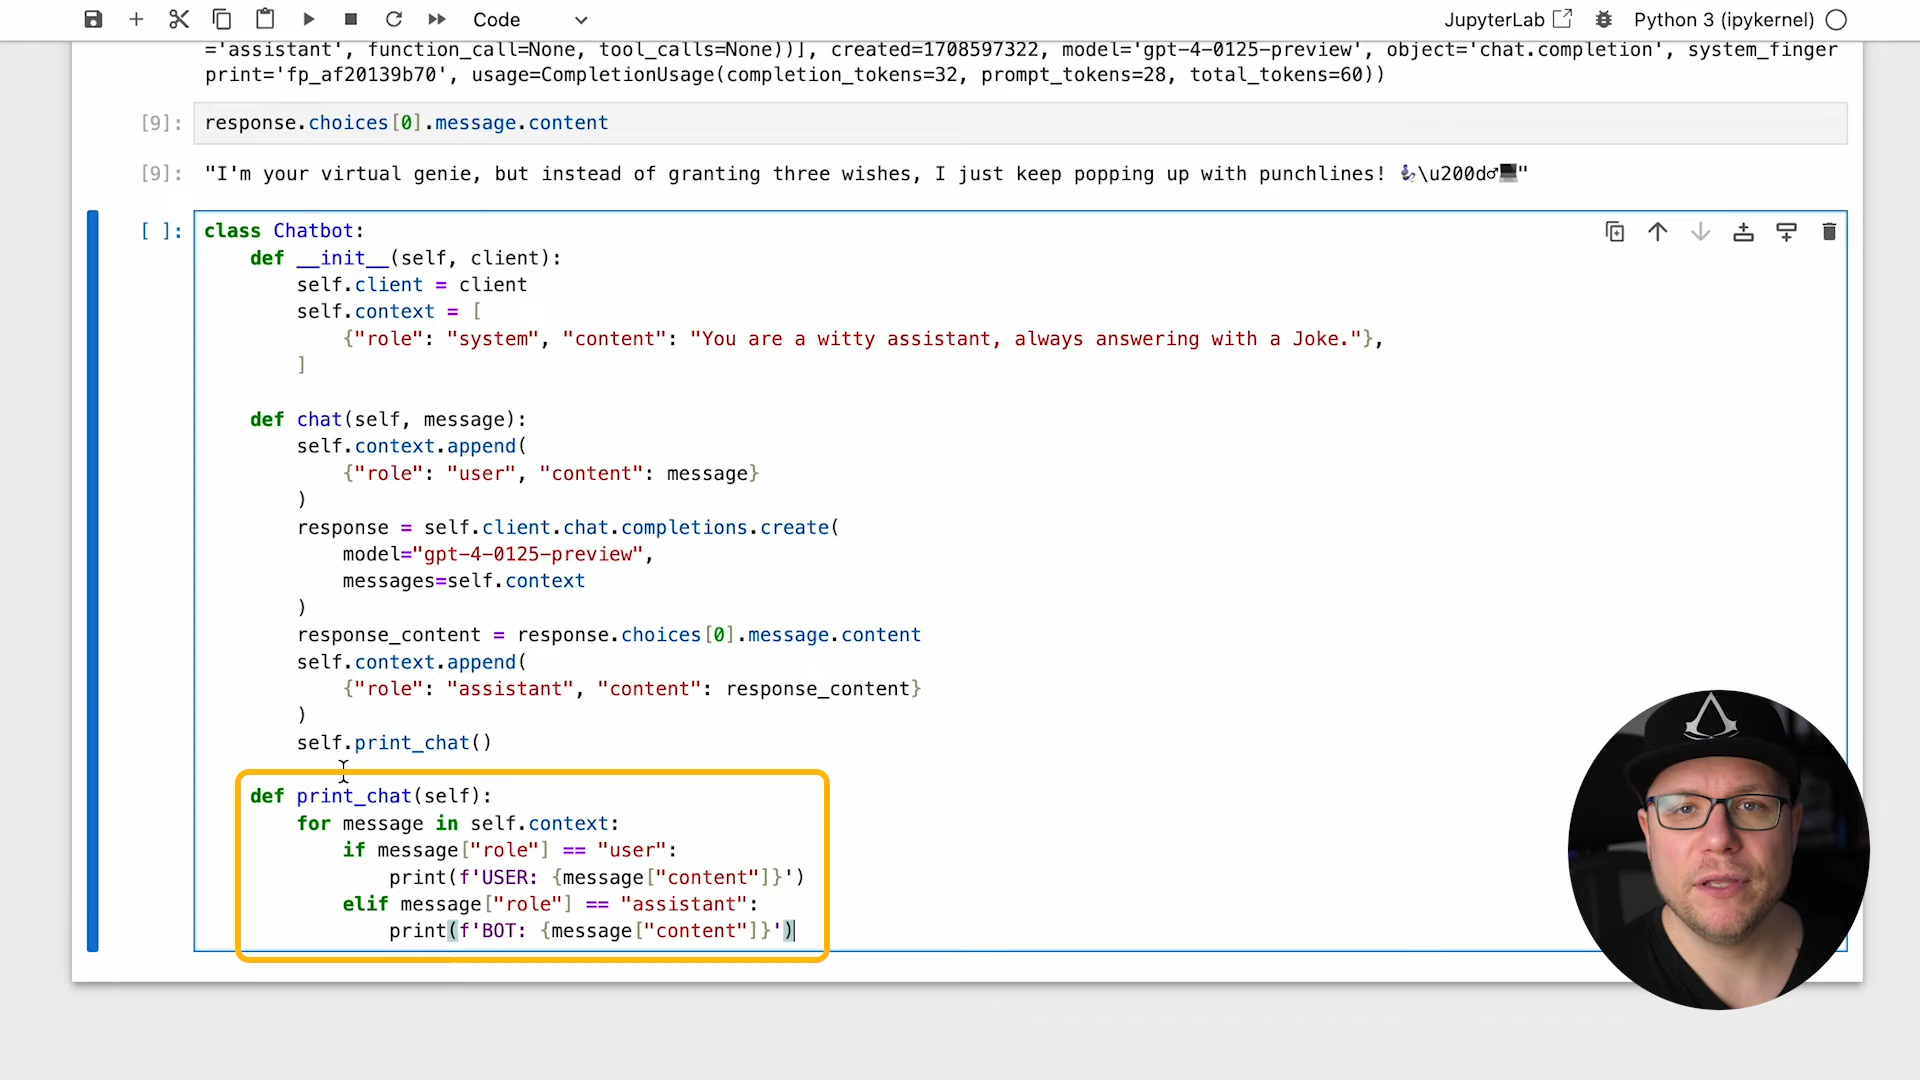 Code
JupyterLab
Python 3 (ipykernel)
='assistant', function_call=None, tool_calls=None))], created=1708597322, model='gpt-4-0125-preview', object='chat.completion', system_finger
print='fp_af20139b70', usage=CompletionUsage(completion_tokens=32, prompt_tokens=28, total_tokens=60))
[9]: response.choices[0].message.content
[9]: "I'm your virtual genie, but instead of granting three wishes, I just keep popping up with punchlines! 🧞\u200d♂💻"
[ ]: class Chatbot:
    def __init__(self, client):
        self.client = client
        self.context = [
            {"role": "system", "content": "You are a witty assistant, always answering with a Joke."},
        ]
    def chat(self, message):
        self.context.append(
            {"role": "user", "content": message}
        )
        response = self.client.chat.completions.create(
            model="gpt-4-0125-preview",
            messages=self.context
        )
        response_content = response.choices[0].message.content
        self.context.append(
            {"role": "assistant", "content": response_content}
        )
        self.print_chat()
    def print_chat(self):
        for message in self.context:
            if message["role"] == "user":
                print(f'USER: {message["content"]}')
            elif message["role"] == "assistant":
                print(f'BOT: {message["content"]}')